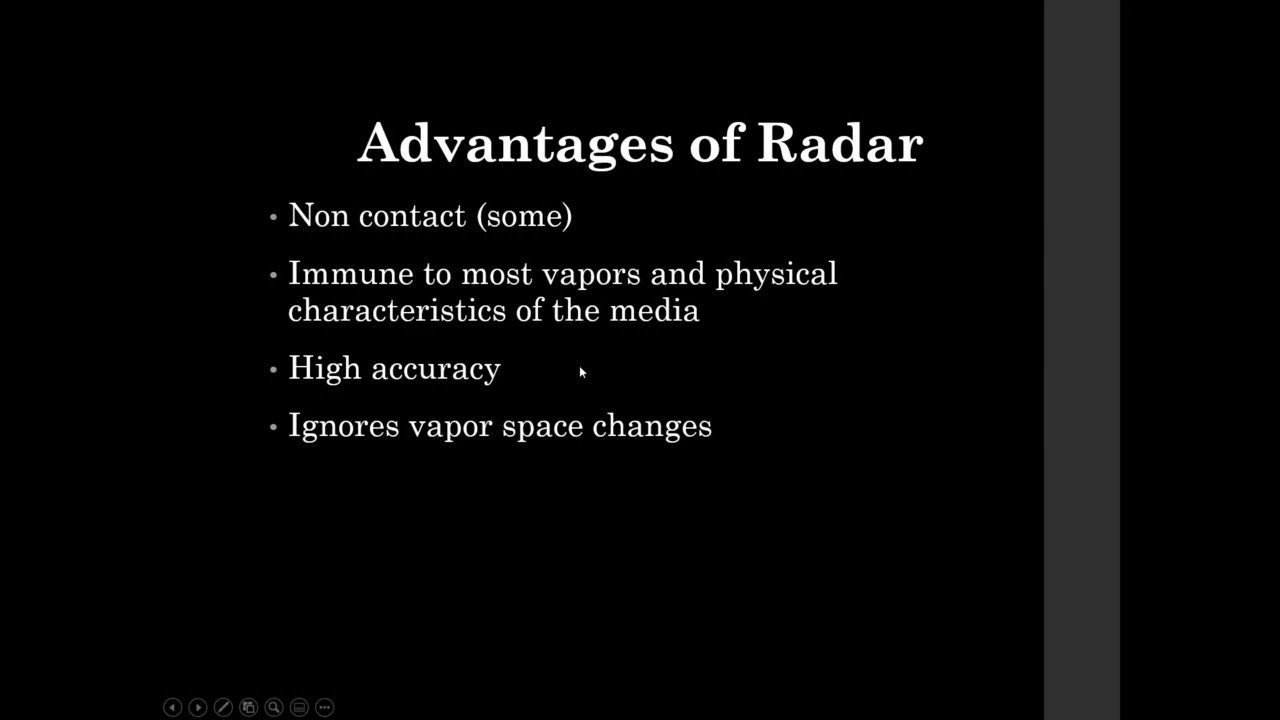 Advantages of Radar
• Non contact (some)
• Immune to most vapors and physical
characteristics of the media
• High accuracy
• Ignores vapor space changes